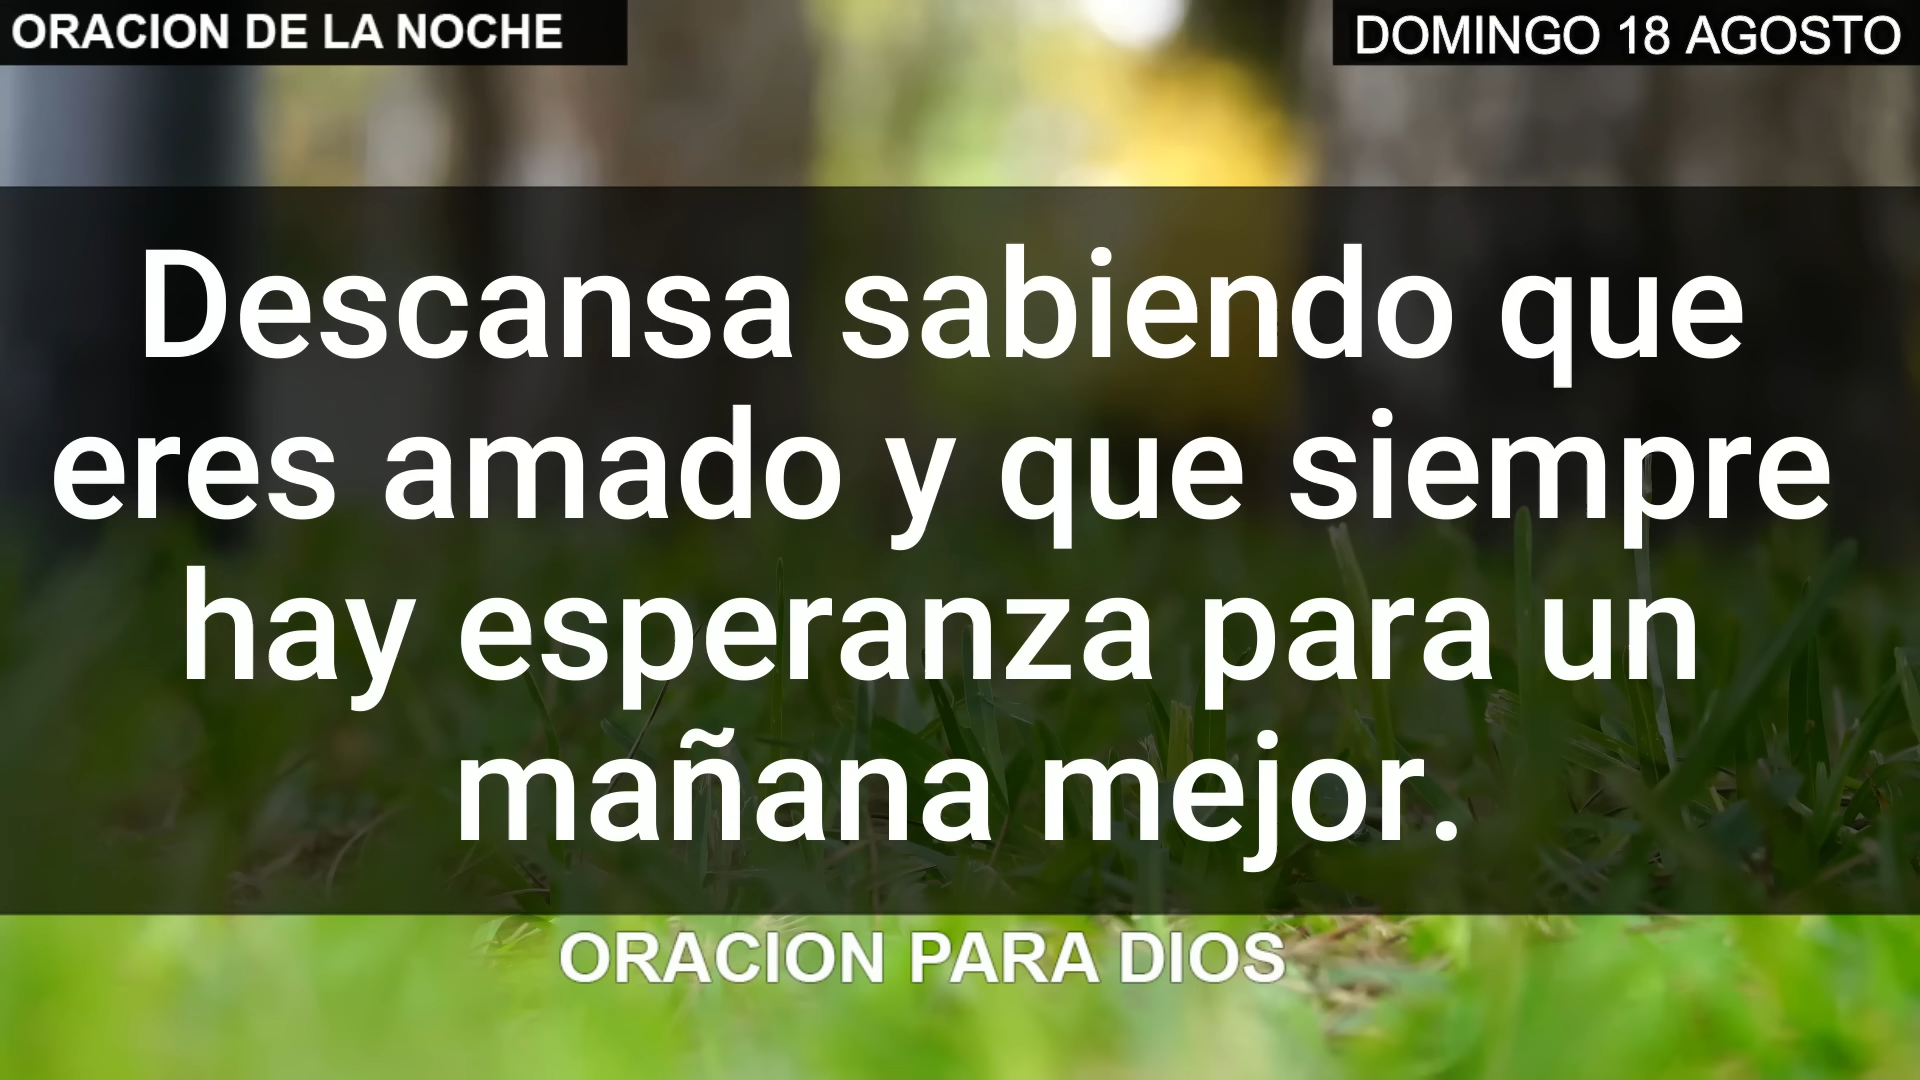 ORACION DE LA NOCHE
DOMINGO 18 AGOSTO
Descansa sabiendo que
eres amado y que siempre
hay esperanza para un
mañana mejor.
ORACION PARA DIOS